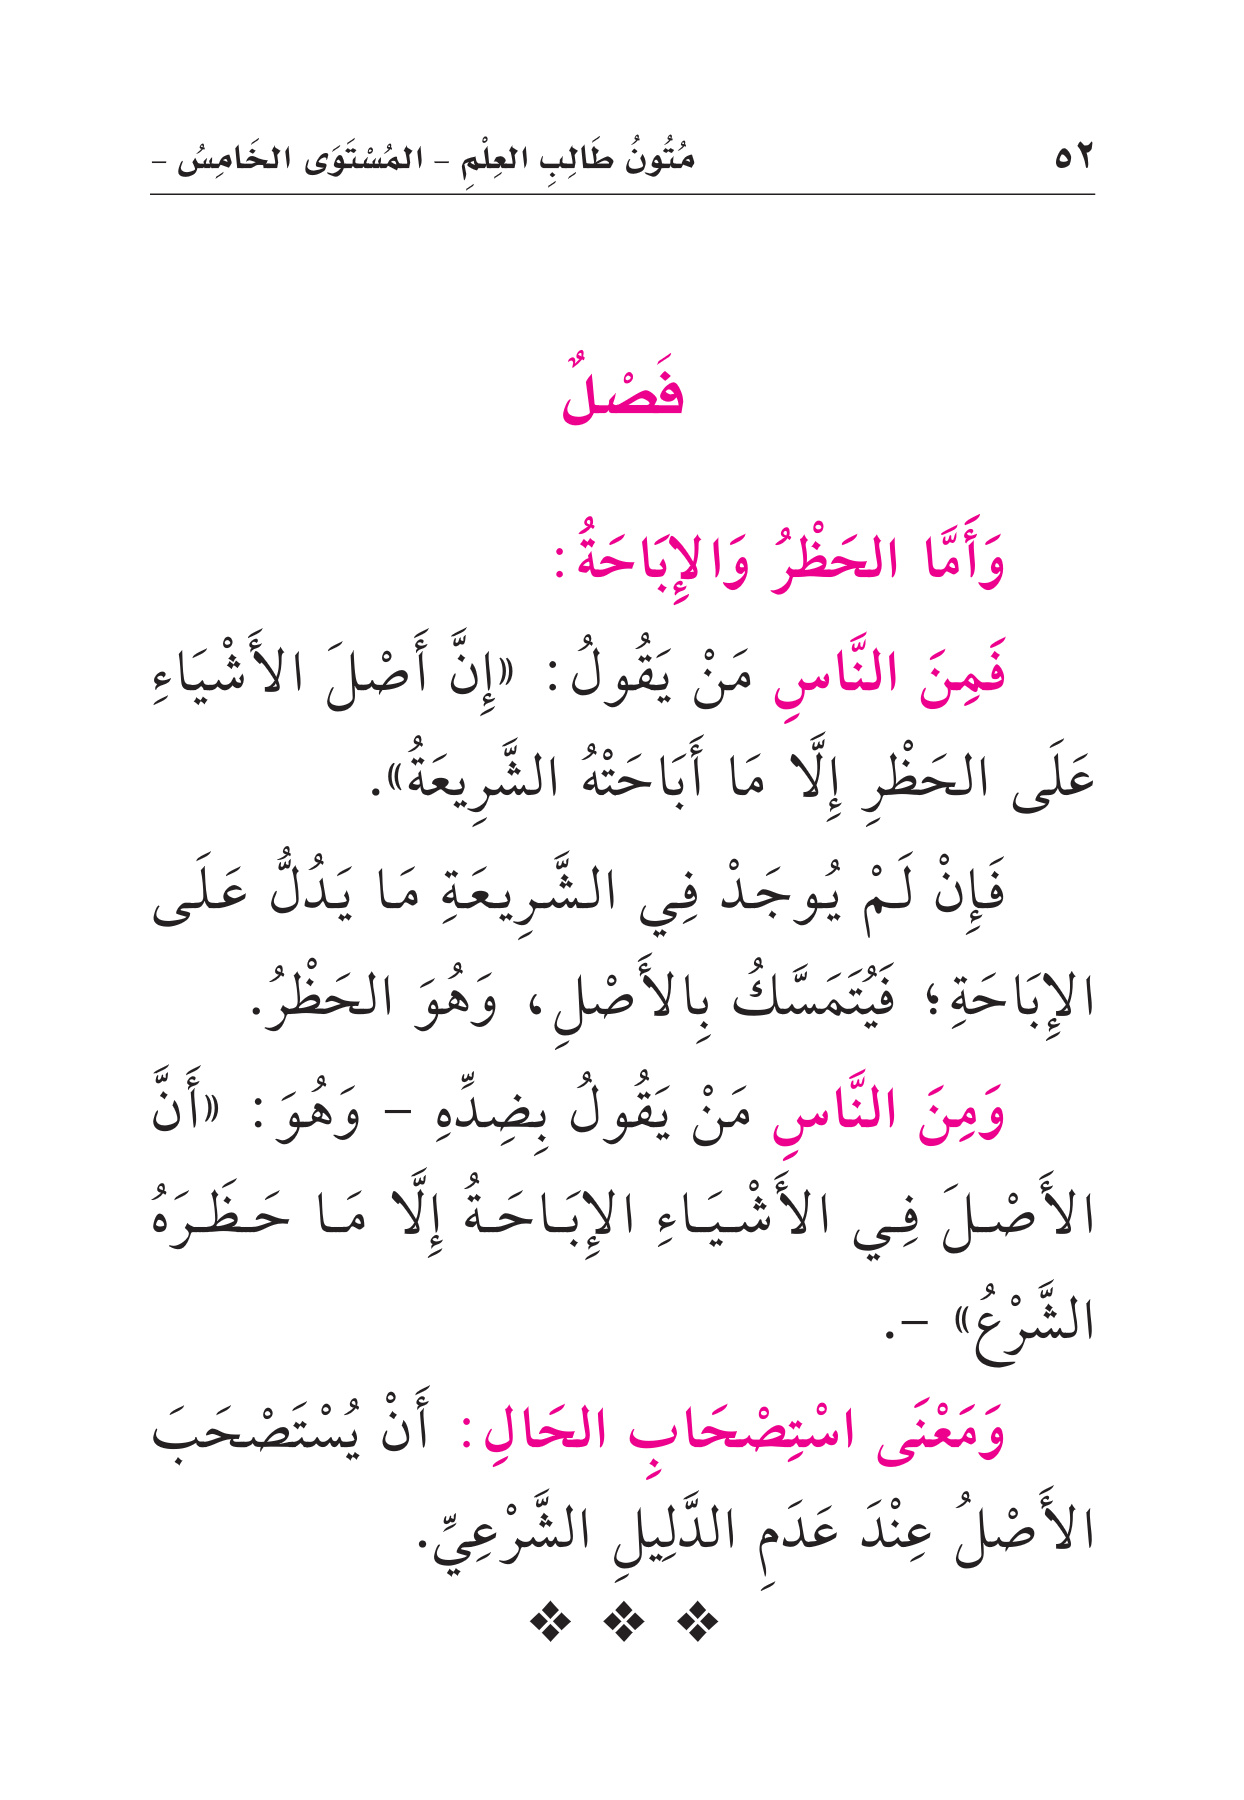 ٥٢ مُتُونُ طَالِبِ العِلْمِ – المُسْتَوَى الخَامِسُ –
فَصْلٌ
وَأَمَّا الحَظْرُ وَالإِبَاحَةُ:
فَمِنَ النَّاسِ مَنْ يَقُولُ: «إِنَّ أَصْلَ الأَشْيَاءِ
عَلَى الحَظْرِ إِلَّا مَا أَبَاحَتْهُ الشَّرِيعَةُ».
فَإِنْ لَمْ يُوجَدْ فِي الشَّرِيعَةِ مَا يَدُلُّ عَلَى
الإِبَاحَةِ؛ فَيُتَمَسَّكُ بِالأَصْلِ، وَهُوَ الحَظْرُ.
وَمِنَ النَّاسِ مَنْ يَقُولُ بِضِدِّهِ – وَهُوَ: «أَنَّ
الأَصْلَ فِي الأَشْيَاءِ الإِبَاحَةُ إِلَّا مَا حَظَرَهُ
الشَّرْعُ» –.
وَمَعْنَى اسْتِصْحَابِ الحَالِ: أَنْ يُسْتَصْحَبَ
الأَصْلُ عِنْدَ عَدَمِ الدَّلِيلِ الشَّرْعِيِّ.